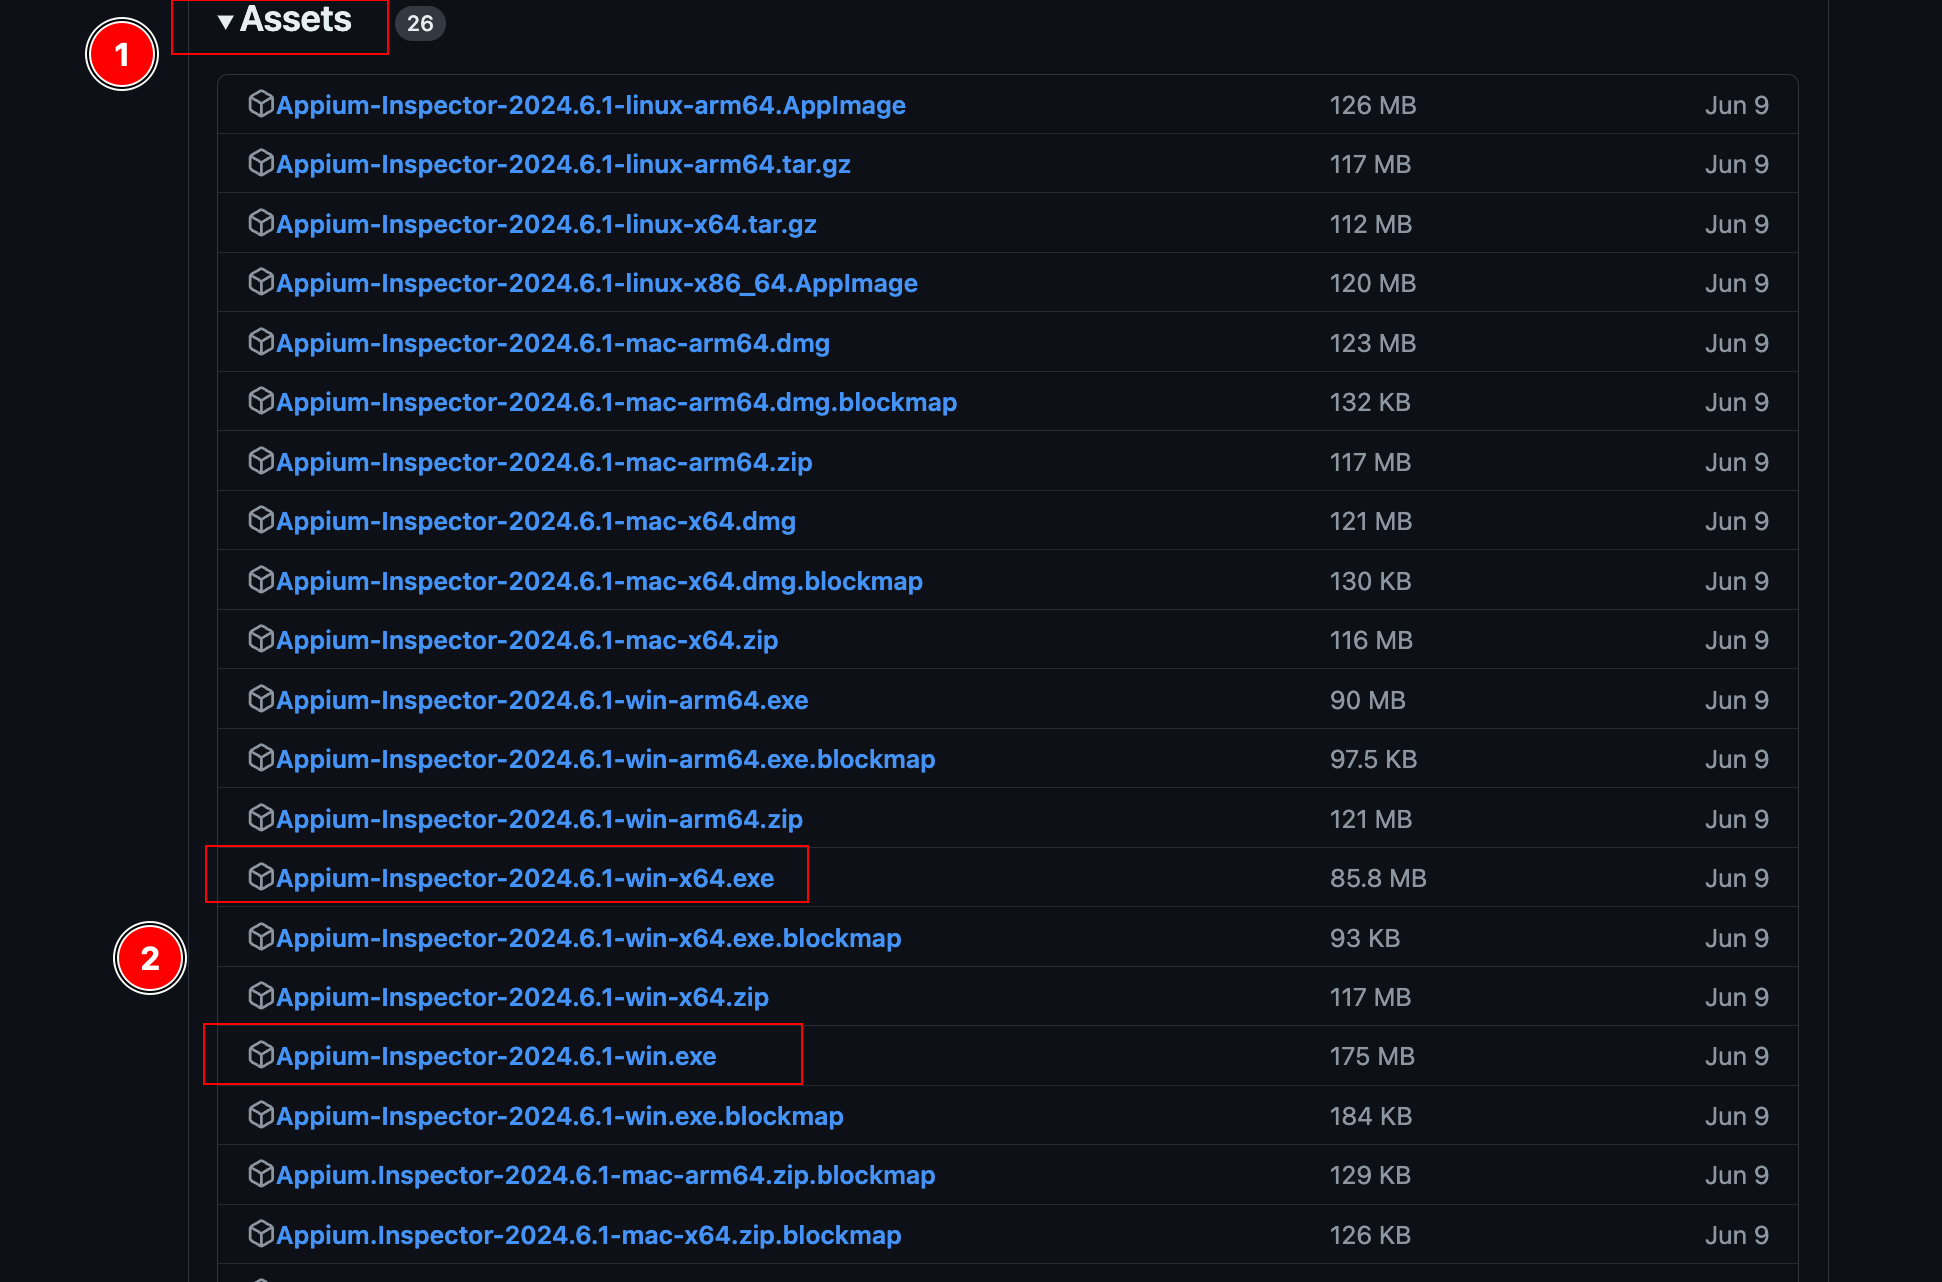 Assets 26
1
Appium-Inspector-2024.6.1-linux-arm64.AppImage 126 MB Jun 9
Appium-Inspector-2024.6.1-linux-arm64.tar.gz 117 MB Jun 9
Appium-Inspector-2024.6.1-linux-x64.tar.gz 112 MB Jun 9
Appium-Inspector-2024.6.1-linux-x86_64.AppImage 120 MB Jun 9
Appium-Inspector-2024.6.1-mac-arm64.dmg 123 MB Jun 9
Appium-Inspector-2024.6.1-mac-arm64.dmg.blockmap 132 KB Jun 9
Appium-Inspector-2024.6.1-mac-arm64.zip 117 MB Jun 9
Appium-Inspector-2024.6.1-mac-x64.dmg 121 MB Jun 9
Appium-Inspector-2024.6.1-mac-x64.dmg.blockmap 130 KB Jun 9
Appium-Inspector-2024.6.1-mac-x64.zip 116 MB Jun 9
Appium-Inspector-2024.6.1-win-arm64.exe 90 MB Jun 9
Appium-Inspector-2024.6.1-win-arm64.exe.blockmap 97.5 KB Jun 9
Appium-Inspector-2024.6.1-win-arm64.zip 121 MB Jun 9
Appium-Inspector-2024.6.1-win-x64.exe 85.8 MB Jun 9
Appium-Inspector-2024.6.1-win-x64.exe.blockmap 93 KB Jun 9
2
Appium-Inspector-2024.6.1-win-x64.zip 117 MB Jun 9
Appium-Inspector-2024.6.1-win.exe 175 MB Jun 9
Appium-Inspector-2024.6.1-win.exe.blockmap 184 KB Jun 9
Appium.Inspector-2024.6.1-mac-arm64.zip.blockmap 129 KB Jun 9
Appium.Inspector-2024.6.1-mac-x64.zip.blockmap 126 KB Jun 9